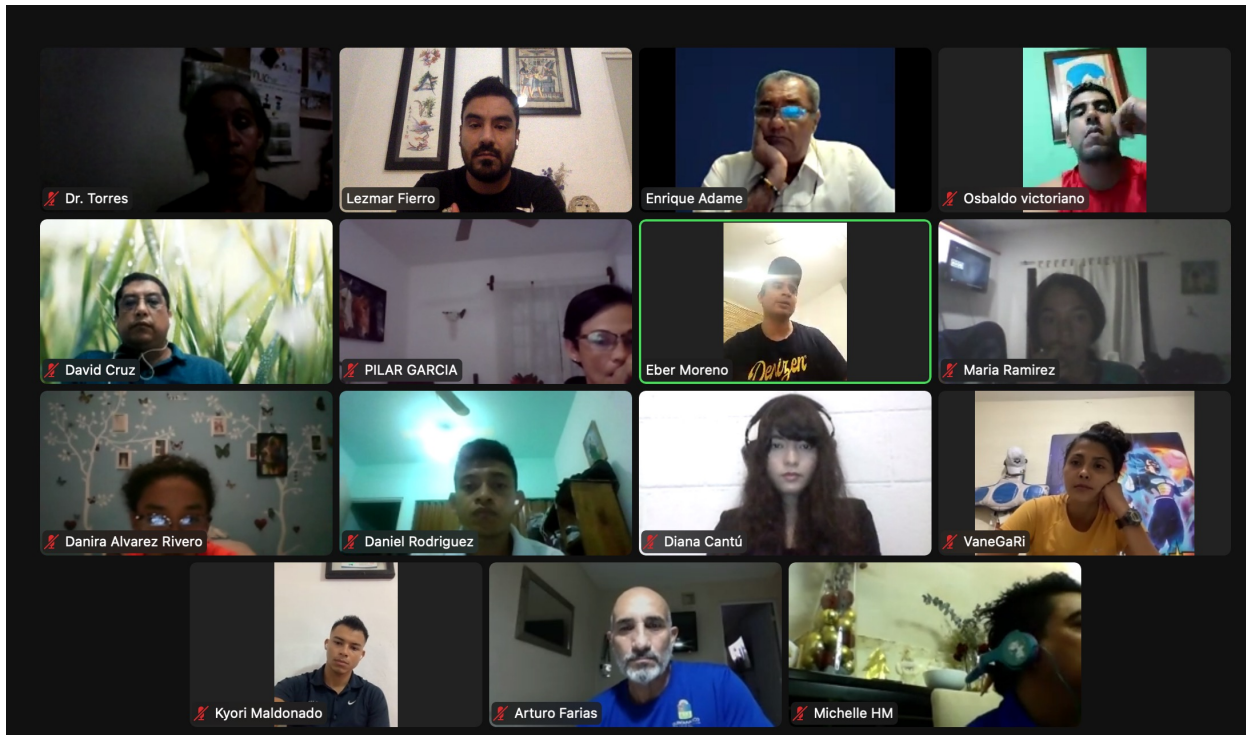 Dr. Torres
Lezmar Fierro
Enrique Adame
Osbaldo victoriano
David Cruz
PILAR GARCIA
Eber Moreno
Denizen
Maria Ramirez
Danira Alvarez Rivero
Daniel Rodriguez
Diana Cantú
VaneGaRi
Kyori Maldonado
Arturo Farias
Michelle HM